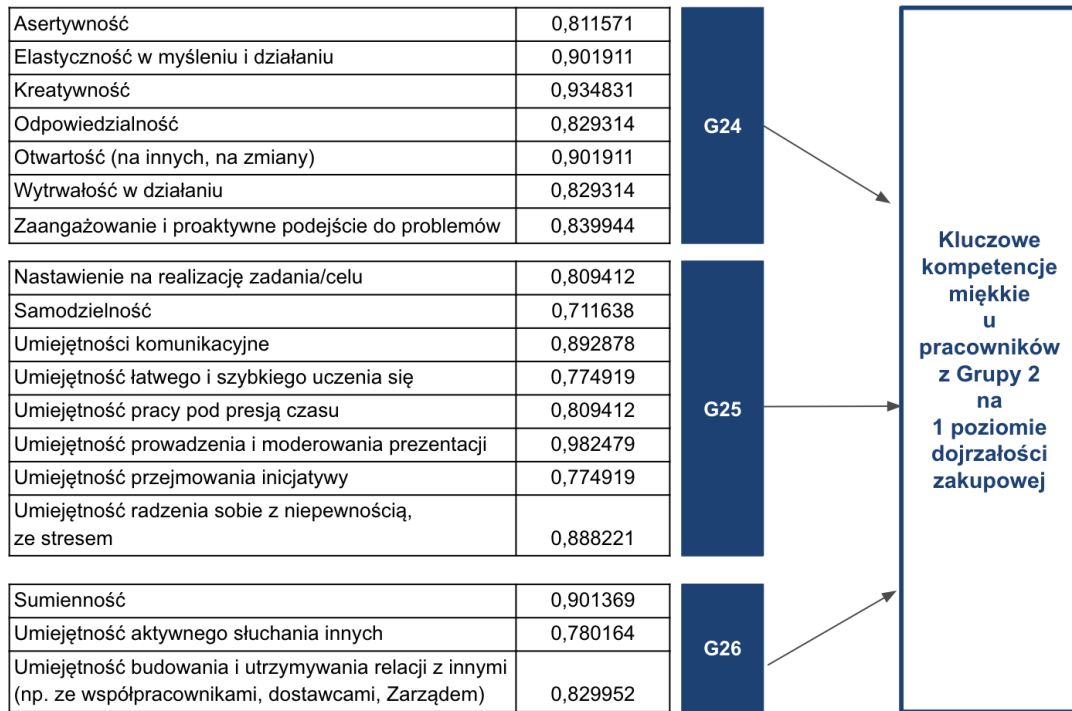 Asertywność 0,811571
Elastyczność w myśleniu i działaniu 0,901911
Kreatywność 0,934831
Odpowiedzialność 0,829314
Otwartość (na innych, na zmiany) 0,901911
Wytrwałość w działaniu 0,829314
Zaangażowanie i proaktywne podejście do problemów 0,839944
G24
Nastawienie na realizację zadania/celu 0,809412
Samodzielność 0,711638
Umiejętności komunikacyjne 0,892878
Umiejętność łatwego i szybkiego uczenia się 0,774919
Umiejętność pracy pod presją czasu 0,809412
Umiejętność prowadzenia i moderowania prezentacji 0,982479
Umiejętność przejmowania inicjatywy 0,774919
Umiejętność radzenia sobie z niepewnością,
ze stresem 0,888221
G25
Sumienność 0,901369
Umiejętność aktywnego słuchania innych 0,780164
Umiejętność budowania i utrzymywania relacji z innymi
(np. ze współpracownikami, dostawcami, Zarządem) 0,829952
G26
Kluczowe
kompetencje
miękkie
u
pracowników
z Grupy 2
na
1 poziomie
dojrzałości
zakupowej